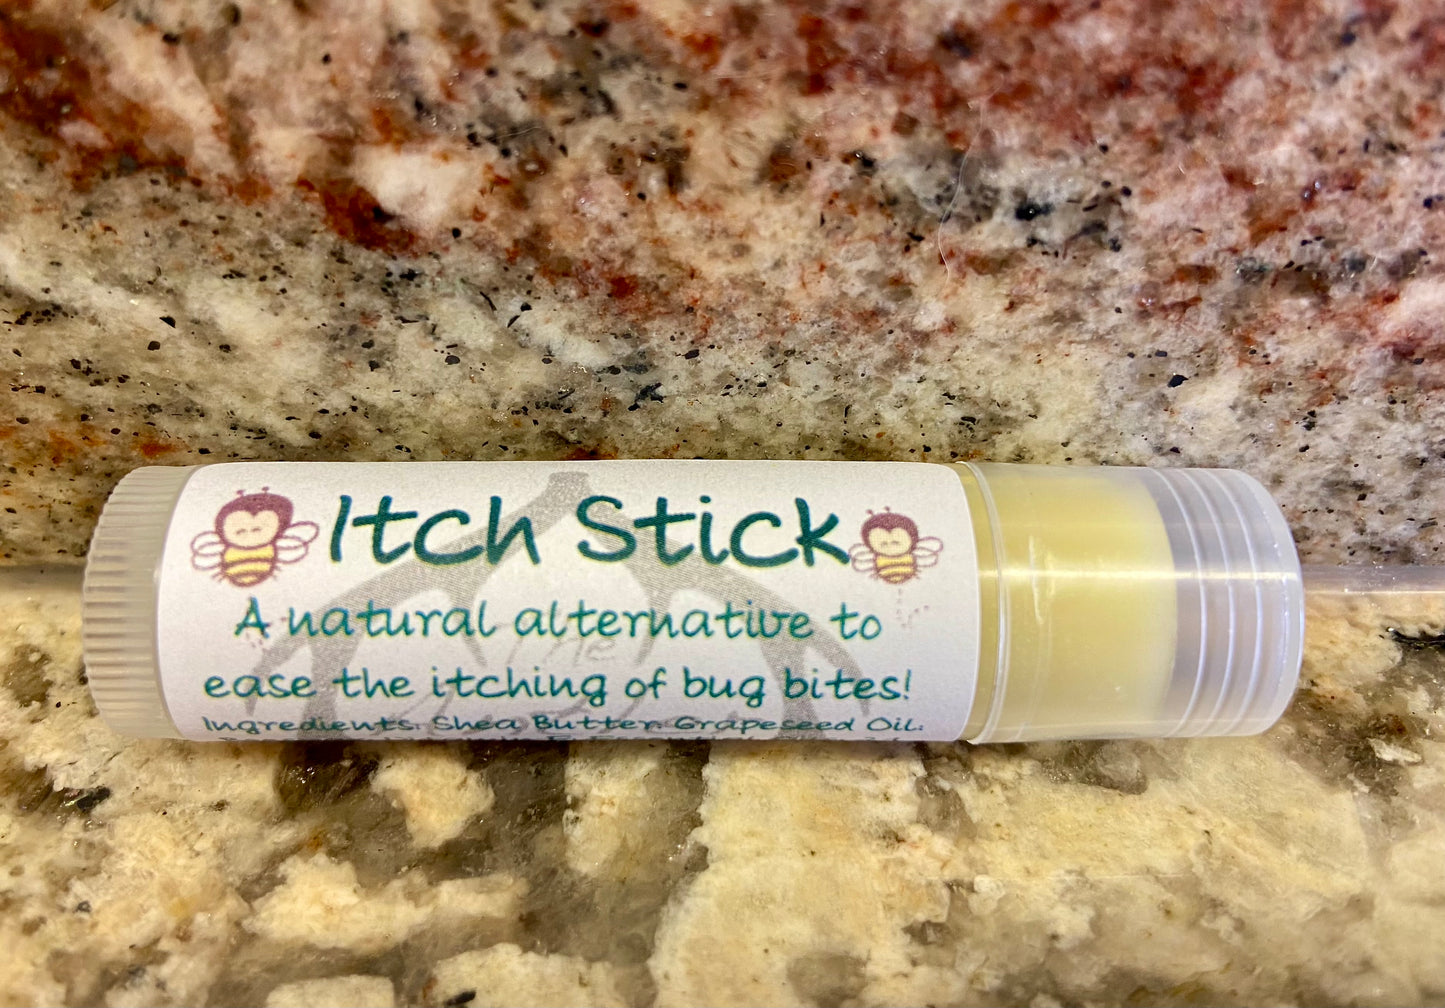 Itch Stick
A natural alternative to
ease the itching of bug bites!
Ingredients: Shea Butter: Grapeseed Oil: